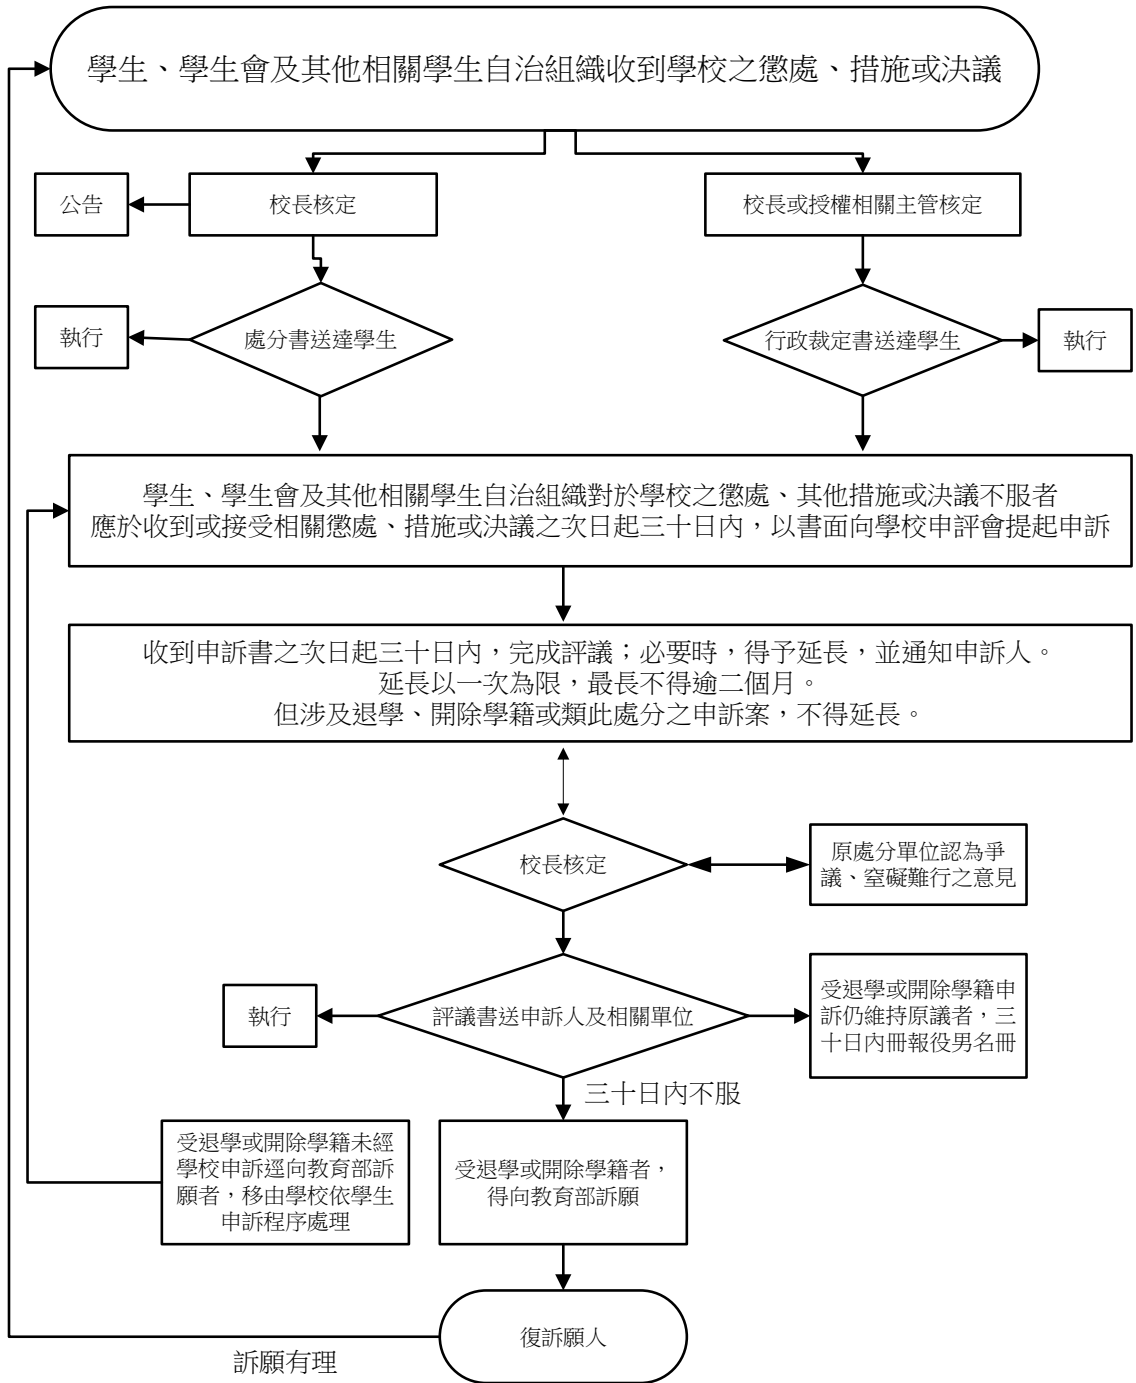 學生、學生會及其他相關學生自治組織收到學校之懲處、措施或決議
公告
校長核定
校長或授權相關主管核定
執行
處分書送達學生
行政裁定書送達學生
執行
學生、學生會及其他相關學生自治組織對於學校之懲處、其他措施或決議不服者
應於收到或接受相關懲處、措施或決議之次日起三十日內，以書面向學校申評會提起申訴
收到申訴書之次日起三十日內，完成評議；必要時，得予延長，並通知申訴人。
延長以一次為限，最長不得逾二個月。
但涉及退學、開除學籍或類此處分之申訴案，不得延長。
校長核定
原處分單位認為爭
議、窒礙難行之意見
執行
評議書送申訴人及相關單位
受退學或開除學籍申
訴仍維持原議者，三
十日內冊報役男名冊
三十日內不服
受退學或開除學籍未經
學校申訴逕向教育部訴
願者，移由學校依學生
申訴程序處理
受退學或開除學籍者，
得向教育部訴願
復訴願人
訴願有理